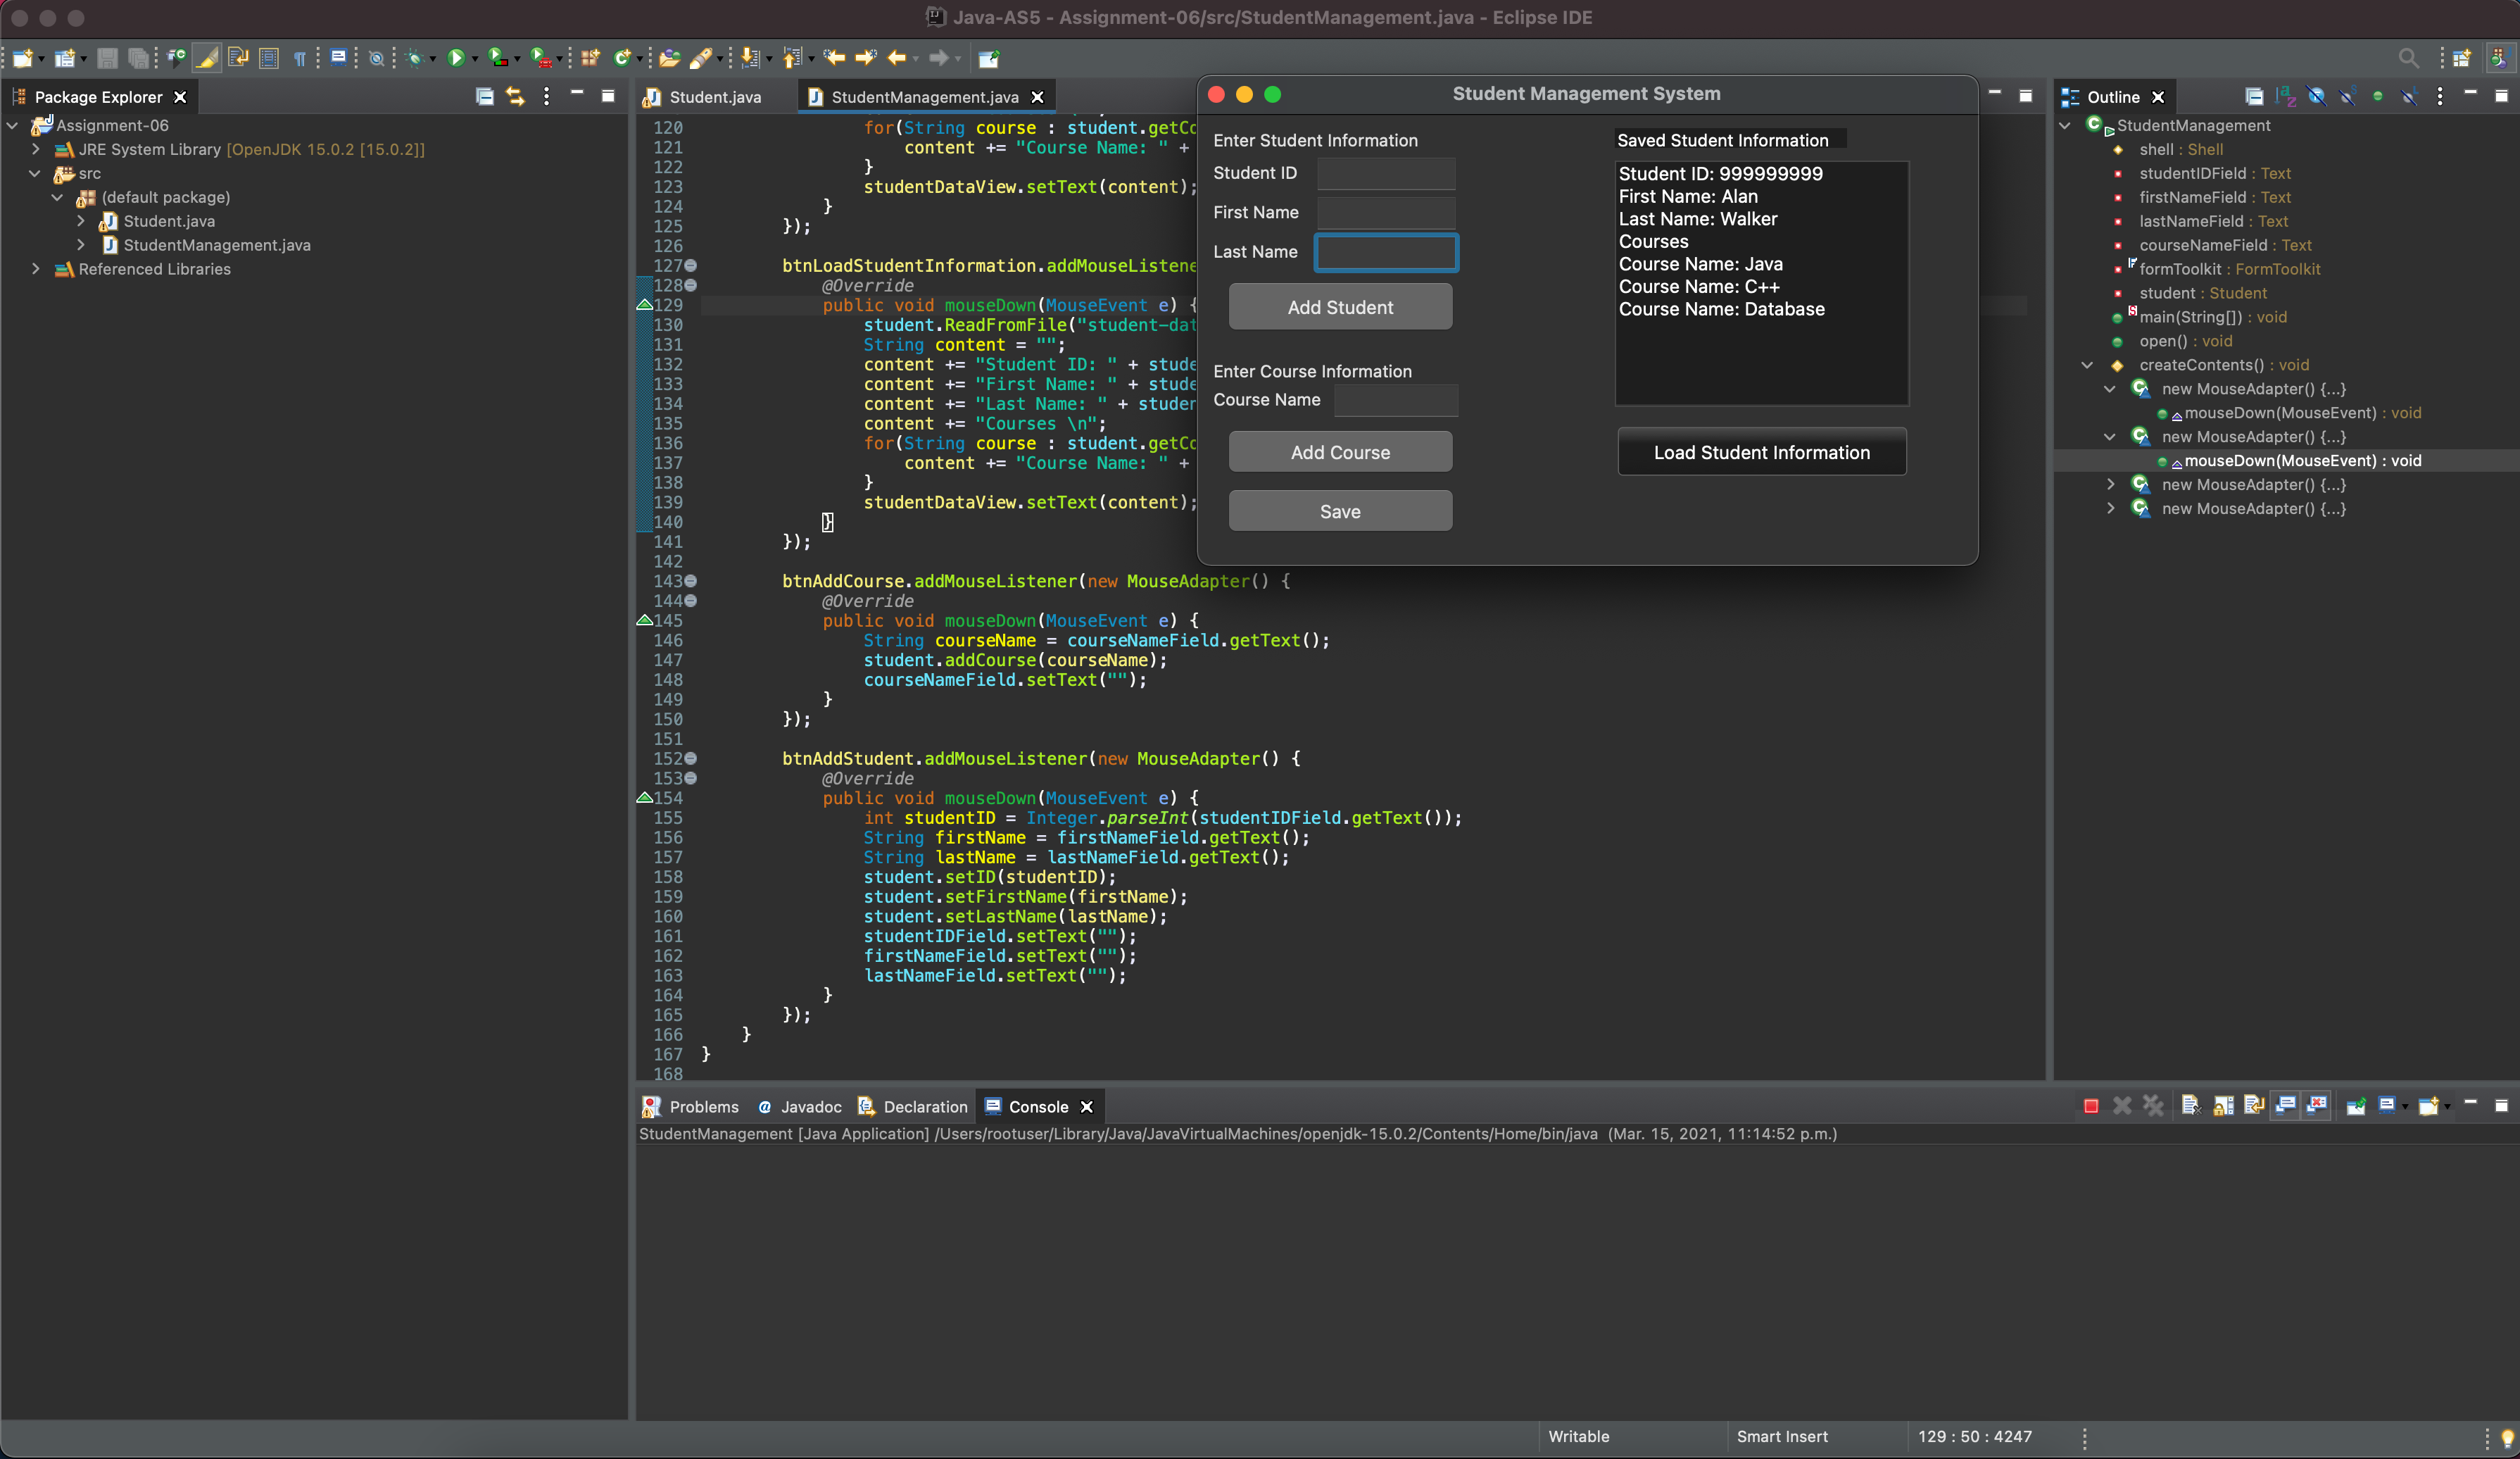 Java-AS5 - Assignment-06/src/StudentManagement.java - Eclipse IDE
Package Explorer
Assignment-06
JRE System Library [OpenJDK 15.0.2 [15.0.2]]
src
(default package)
Student.java
StudentManagement.java
Referenced Libraries
Student.java
StudentManagement.java
120 for(String course : student.getCo
121 content += "Course Name: " +
122 }
123 studentDataView.setText(content);
124 }
125 });
126
127 btnLoadStudentInformation.addMouseListene
128 @Override
129 public void mouseDown(MouseEvent e) {
130 student.ReadFromFile("student-dat
131 String content = "";
132 content += "Student ID: " + stude
133 content += "First Name: " + stude
134 content += "Last Name: " + studen
135 content += "Courses \n";
136 for(String course : student.getCo
137 content += "Course Name: " +
138 }
139 studentDataView.setText(content);
140 }
141 });
142
143 btnAddCourse.addMouseListener(new MouseAdapter() {
144 @Override
145 public void mouseDown(MouseEvent e) {
146 String courseName = courseNameField.getText();
147 student.addCourse(courseName);
148 courseNameField.setText("");
149 }
150 });
151
152 btnAddStudent.addMouseListener(new MouseAdapter() {
153 @Override
154 public void mouseDown(MouseEvent e) {
155 int studentID = Integer.parseInt(studentIDField.getText());
156 String firstName = firstNameField.getText();
157 String lastName = lastNameField.getText();
158 student.setID(studentID);
159 student.setFirstName(firstName);
160 student.setLastName(lastName);
161 studentIDField.setText("");
162 firstNameField.setText("");
163 lastNameField.setText("");
164 }
165 });
166 }
167 }
168
Student Management System
Enter Student Information
Student ID
First Name
Last Name
Add Student
Enter Course Information
Course Name
Add Course
Save
Saved Student Information
Student ID: 999999999
First Name: Alan
Last Name: Walker
Courses
Course Name: Java
Course Name: C++
Course Name: Database
Load Student Information
Outline
StudentManagement
shell : Shell
studentIDField : Text
firstNameField : Text
lastNameField : Text
courseNameField : Text
formToolkit : FormToolkit
student : Student
main(String[]) : void
open() : void
createContents() : void
new MouseAdapter() {...}
mouseDown(MouseEvent) : void
new MouseAdapter() {...}
mouseDown(MouseEvent) : void
new MouseAdapter() {...}
new MouseAdapter() {...}
Problems
@ Javadoc
Declaration
Console
StudentManagement [Java Application] /Users/rootuser/Library/Java/JavaVirtualMachines/openjdk-15.0.2/Contents/Home/bin/java (Mar. 15, 2021, 11:14:52 p.m.)
Writable
Smart Insert
129 : 50 : 4247